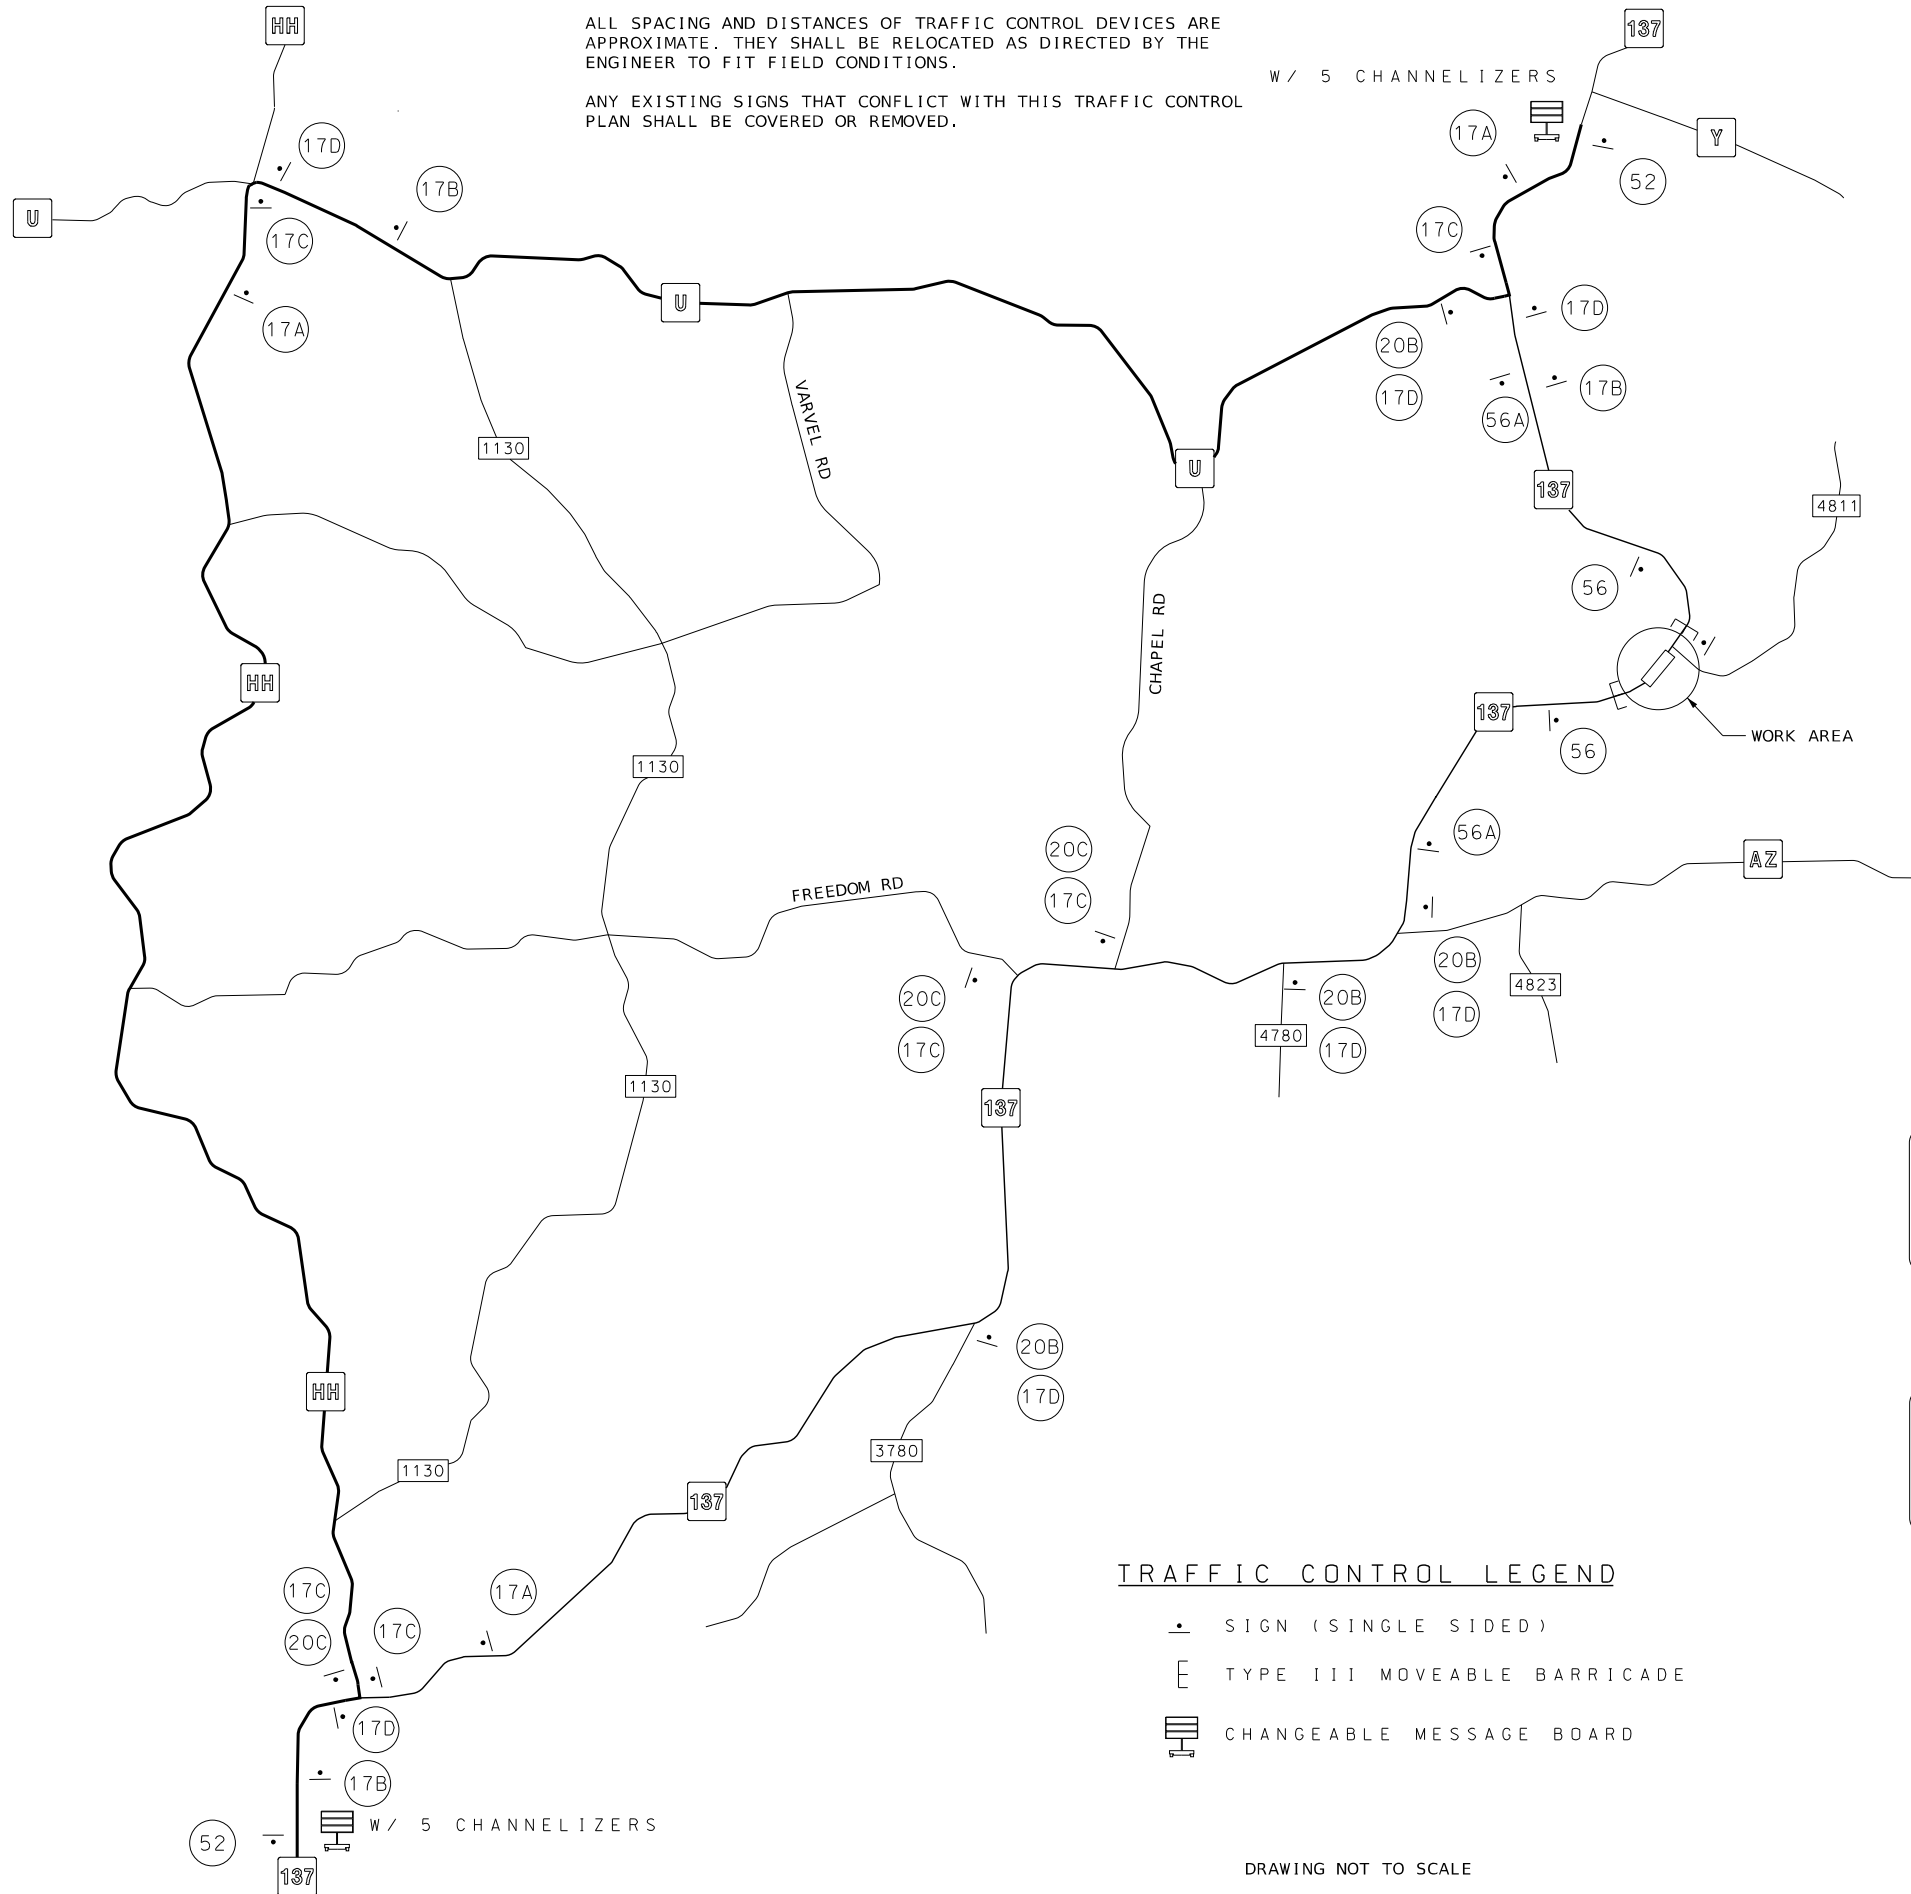 HH
ALL SPACING AND DISTANCES OF TRAFFIC CONTROL DEVICES ARE
APPROXIMATE. THEY SHALL BE RELOCATED AS DIRECTED BY THE
ENGINEER TO FIT FIELD CONDITIONS.
ANY EXISTING SIGNS THAT CONFLICT WITH THIS TRAFFIC CONTROL
PLAN SHALL BE COVERED OR REMOVED.
137
W/ 5 CHANNELIZERS
17A
Y
17D
52
17B
U
17C
17C
U
17D
17A
20B
17D
17B
56A
VARVEL RD
1130
U
137
4811
56
CHAPEL RD
HH
137
WORK AREA
56
1130
56A
20C
AZ
FREEDOM RD
17C
20B
4823
20C
20B
17D
17C
4780
17D
1130
137
20B
HH
17D
3780
1130
137
TRAFFIC CONTROL LEGEND
17C
17A
SIGN (SINGLE SIDED)
17C
20C
TYPE III MOVEABLE BARRICADE
17D
CHANGEABLE MESSAGE BOARD
17B
W/ 5 CHANNELIZERS
52
137
DRAWING NOT TO SCALE